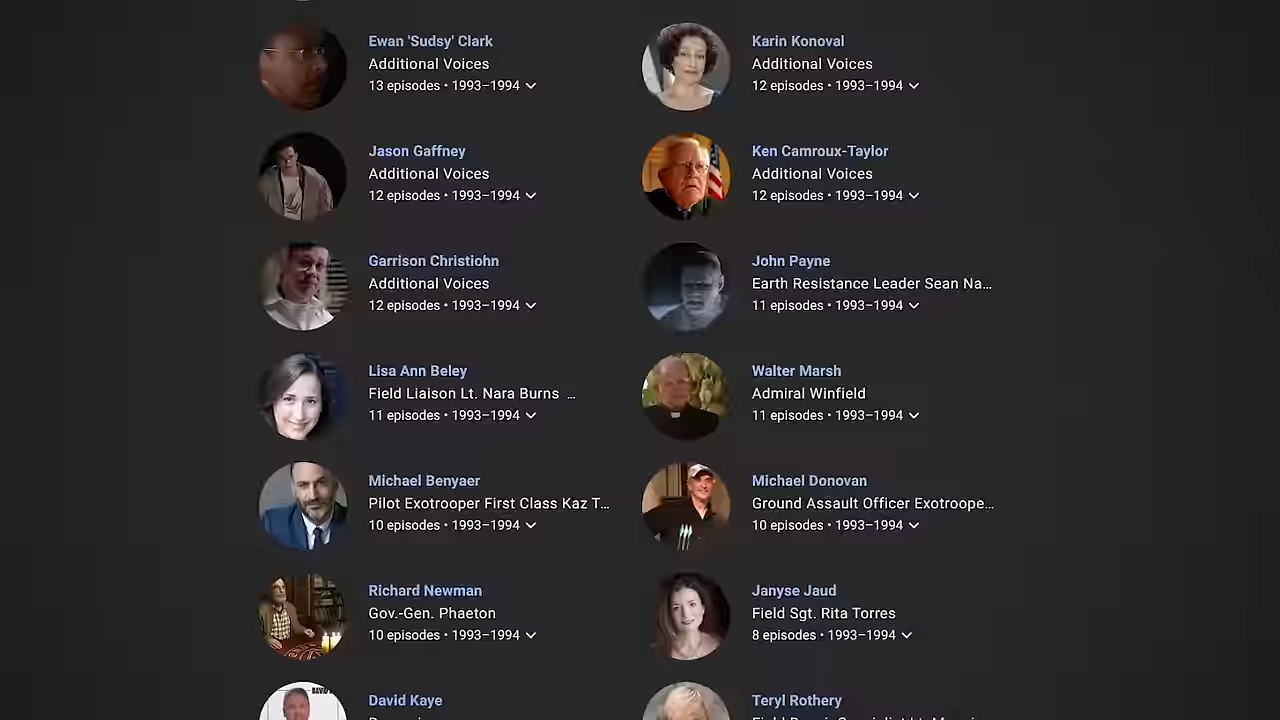 Ewan 'Sudsy' Clark
Additional Voices
13 episodes • 1993–1994
Karin Konoval
Additional Voices
12 episodes • 1993–1994
Jason Gaffney
Additional Voices
12 episodes • 1993–1994
Ken Camroux-Taylor
Additional Voices
12 episodes • 1993–1994
Garrison Christiohn
Additional Voices
12 episodes • 1993–1994
John Payne
Earth Resistance Leader Sean Na...
11 episodes • 1993–1994
Lisa Ann Beley
Field Liaison Lt. Nara Burns ...
11 episodes • 1993–1994
Walter Marsh
Admiral Winfield
11 episodes • 1993–1994
Michael Benyaer
Pilot Exotrooper First Class Kaz T...
10 episodes • 1993–1994
Michael Donovan
Ground Assault Officer Exotroope...
10 episodes • 1993–1994
Richard Newman
Gov.-Gen. Phaeton
10 episodes • 1993–1994
Janyse Jaud
Field Sgt. Rita Torres
8 episodes • 1993–1994
David Kaye
Teryl Rothery